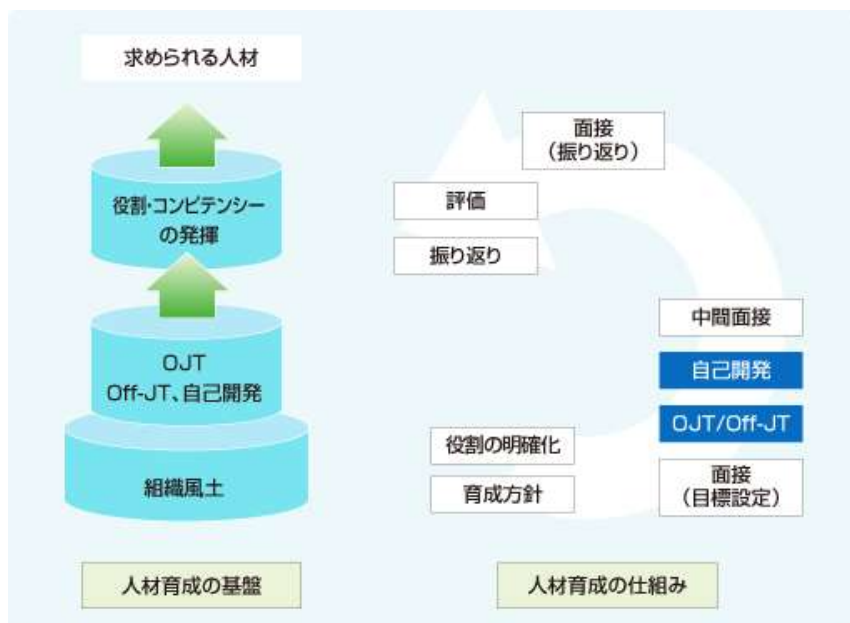 求められる人材
役割・コンピテンシー
の発揮
OJT
Off-JT、自己開発
組織風土
人材育成の基盤
面接
（振り返り）
評価
振り返り
中間面接
自己開発
OJT/Off-JT
役割の明確化
育成方針
面接
（目標設定）
人材育成の仕組み